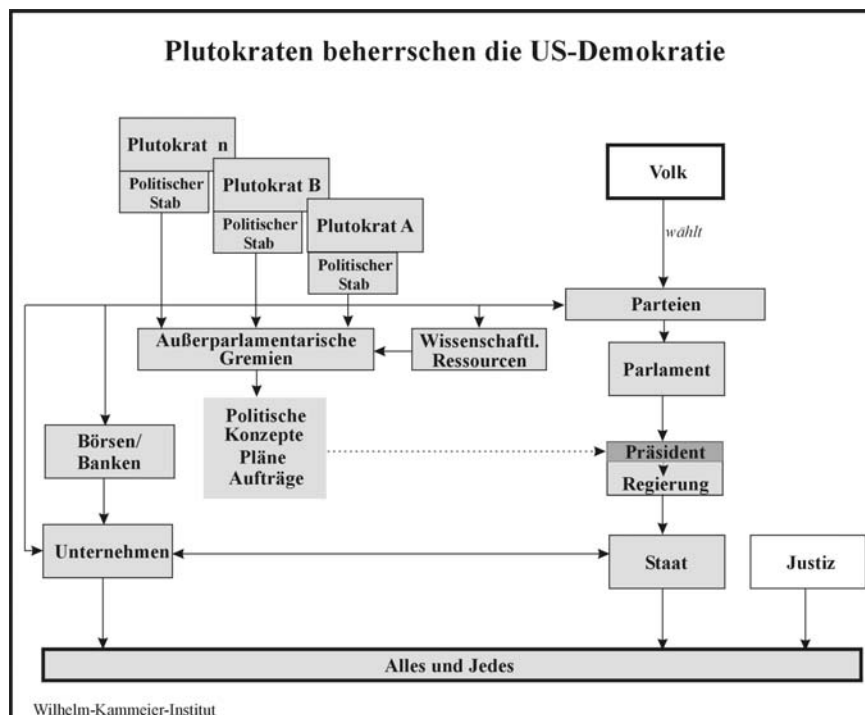 Plutokraten beherrschen die US-Demokratie
Plutokrat n
Politischer
Stab
Plutokrat B
Politischer
Stab
Plutokrat A
Politischer
Stab
Volk
wählt
Parteien
Außerparlamentarische
Gremien
Wissenschaftl.
Ressourcen
Parlament
Politische
Konzepte
Pläne
Aufträge
Börsen/
Banken
Präsident
Regierung
Unternehmen
Staat
Justiz
Alles und Jedes
Wilhelm-Kammeier-Institut